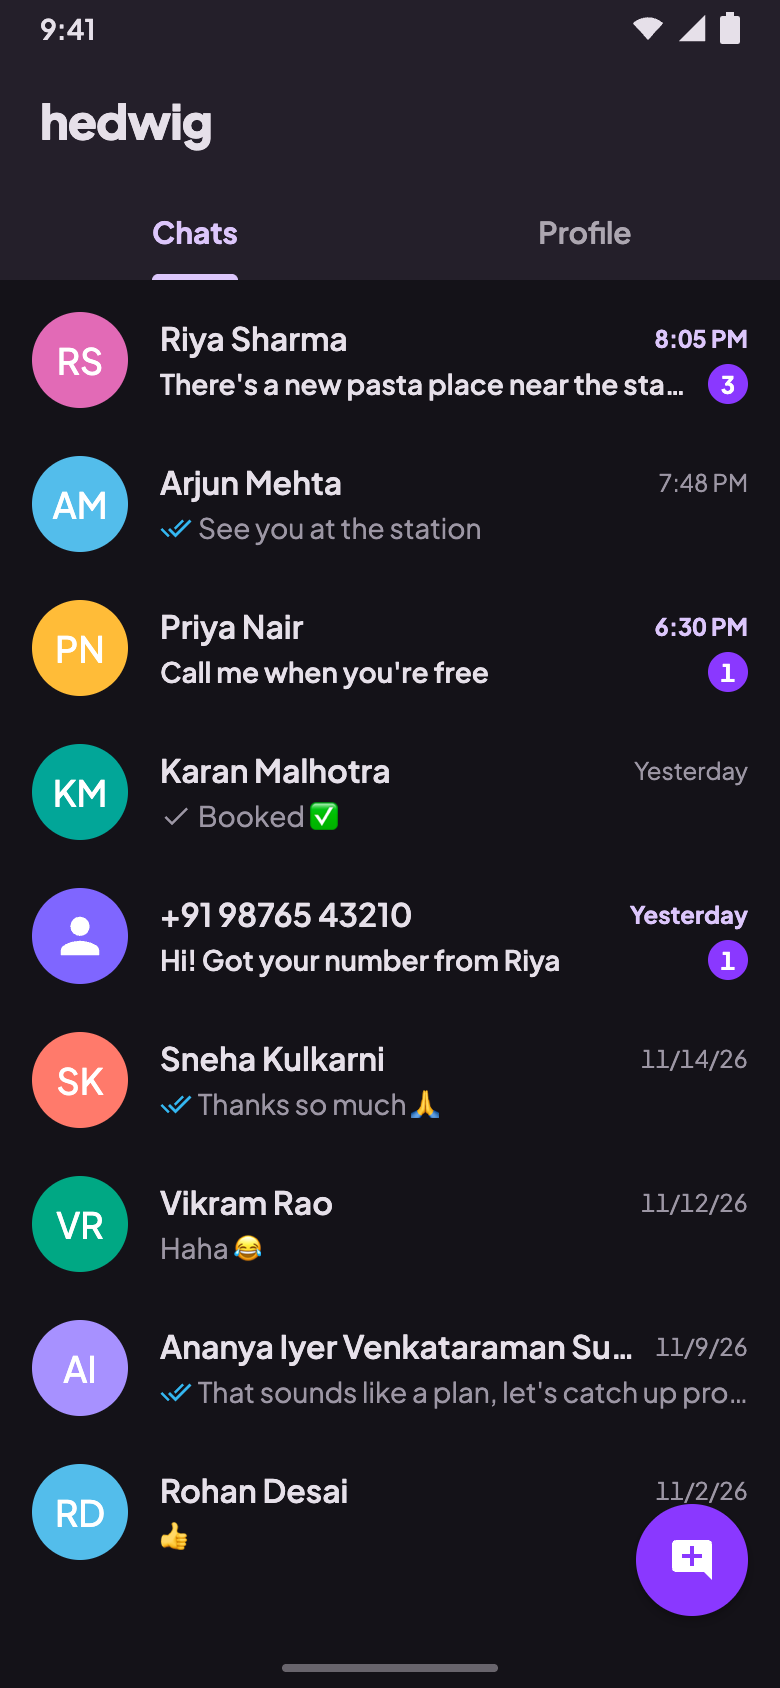 9:41
hedwig
Chats Profile
RS Riya Sharma 8:05 PM
There's a new pasta place near the sta... 3
AM Arjun Mehta 7:48 PM
See you at the station
PN Priya Nair 6:30 PM
Call me when you're free 1
KM Karan Malhotra Yesterday
Booked ✅
+91 98765 43210 Yesterday
Hi! Got your number from Riya 1
SK Sneha Kulkarni 11/14/26
Thanks so much 🙏
VR Vikram Rao 11/12/26
Haha 😂
AI Ananya Iyer Venkataraman Su... 11/9/26
That sounds like a plan, let's catch up pro...
RD Rohan Desai 11/2/26
👍